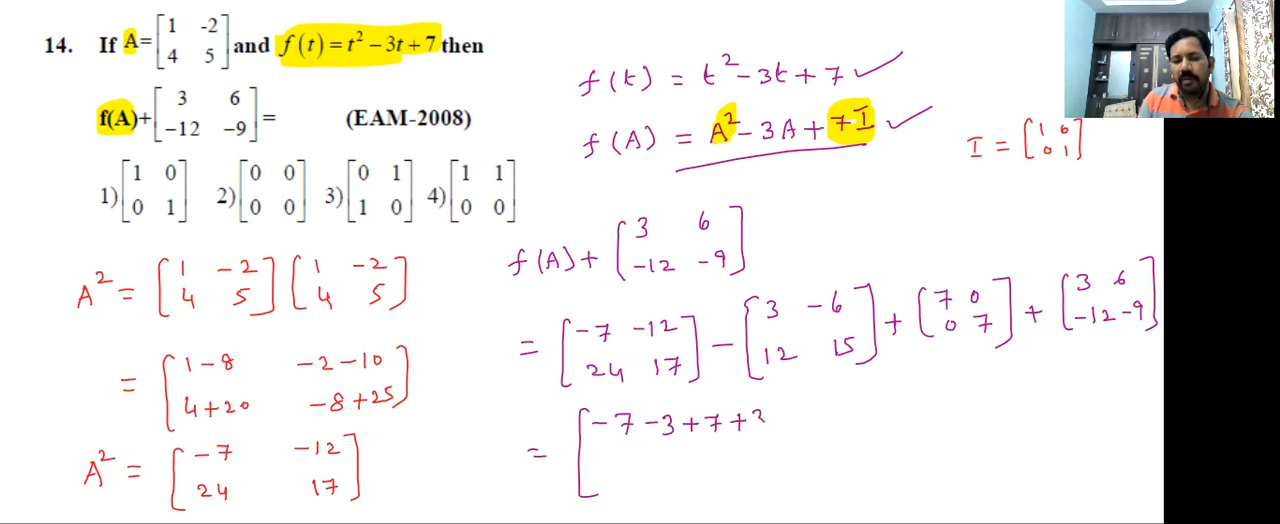 14. If A=[1 -2
4 5] and f(t)=t²−3t+7 then
f(A)+[3 6
−12 −9]= (EAM-2008)
1)[1 0
0 1] 2)[0 0
0 0] 3)[0 1
1 0] 4)[1 1
0 0]
A² = [1 −2
4 5] [1 −2
4 5]
= [1−8 −2−10
4+20 −8+25]
A² = [−7 −12
24 17]
f(t) = t²−3t+7 ✓
f(A) = A²−3A+7I ✓
I = [1 0
0 1]
f(A)+[3 6
−12 −9]
= [−7 −12
24 17] − [3 −6
12 15] + [7 0
0 7] + [3 6
−12 −9]
= [−7−3+7+3